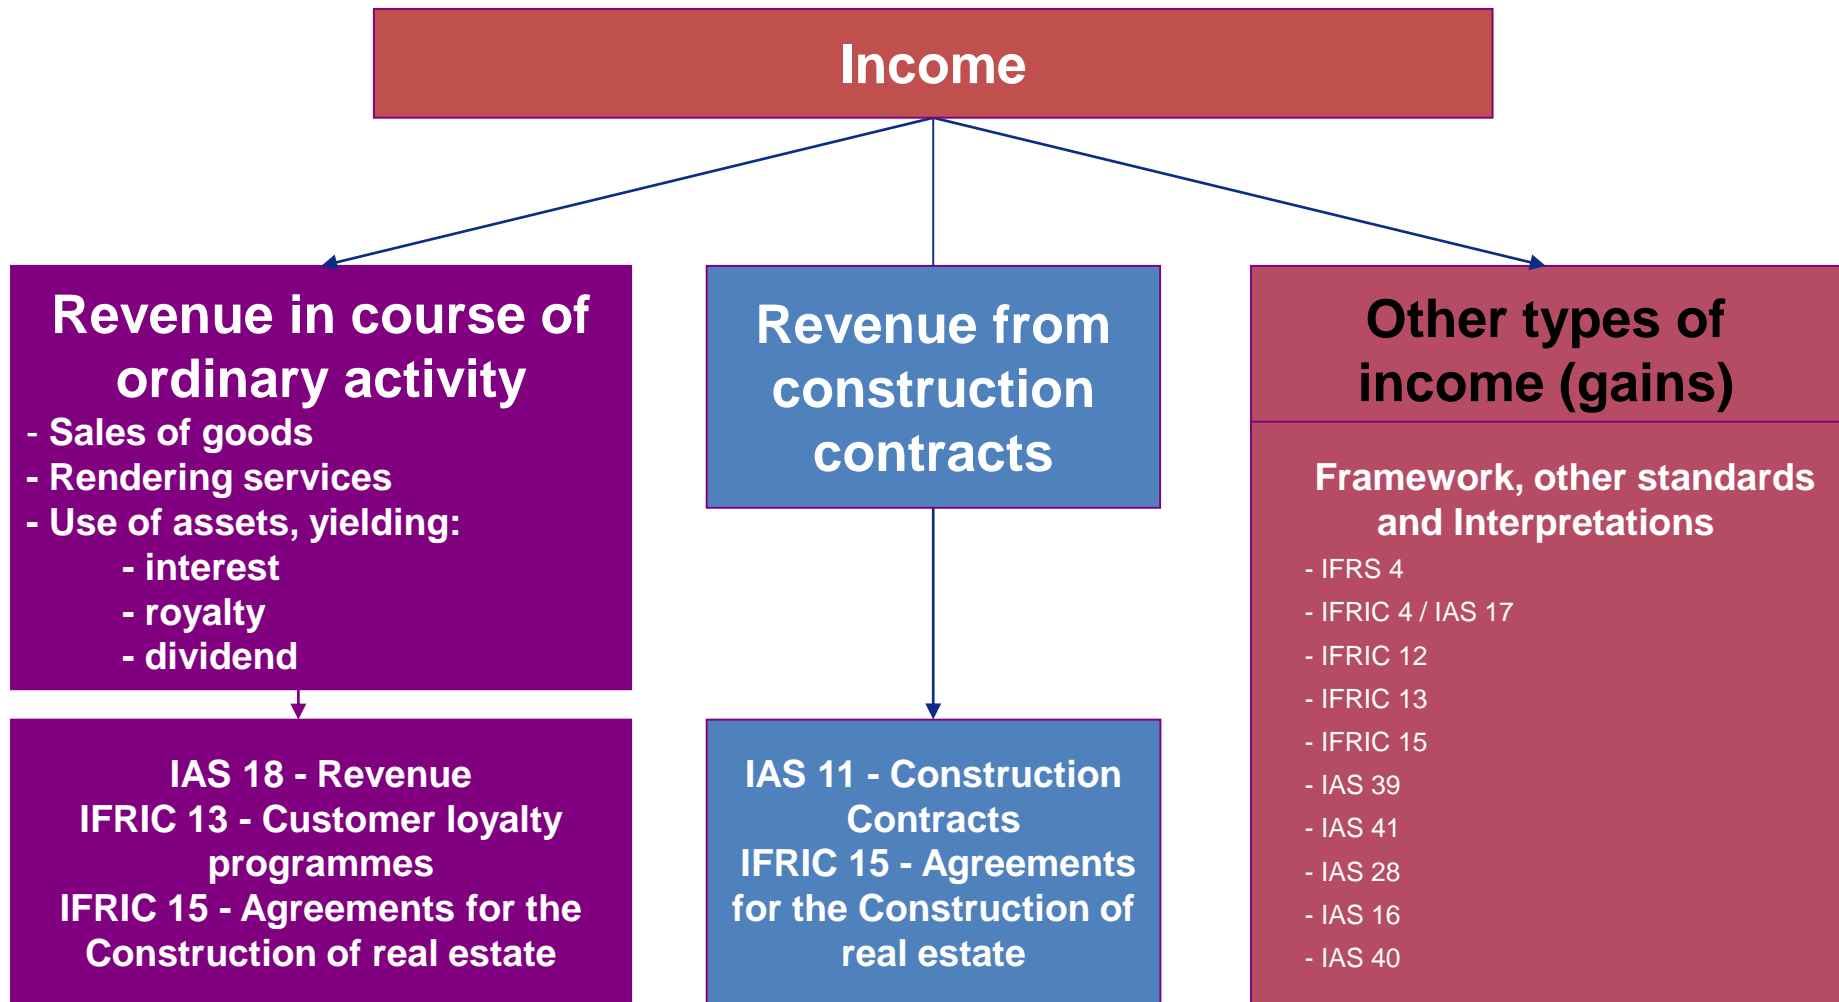 Income
Revenue in course of
ordinary activity
- Sales of goods
- Rendering services
- Use of assets, yielding:
- interest
- royalty
- dividend
IAS 18 - Revenue
IFRIC 13 - Customer loyalty
programmes
IFRIC 15 - Agreements for the
Construction of real estate
Revenue from
construction
contracts
IAS 11 - Construction
Contracts
IFRIC 15 - Agreements
for the Construction of
real estate
Other types of
income (gains)
Framework, other standards
and Interpretations
- IFRS 4
- IFRIC 4 / IAS 17
- IFRIC 12
- IFRIC 13
- IFRIC 15
- IAS 39
- IAS 41
- IAS 28
- IAS 16
- IAS 40